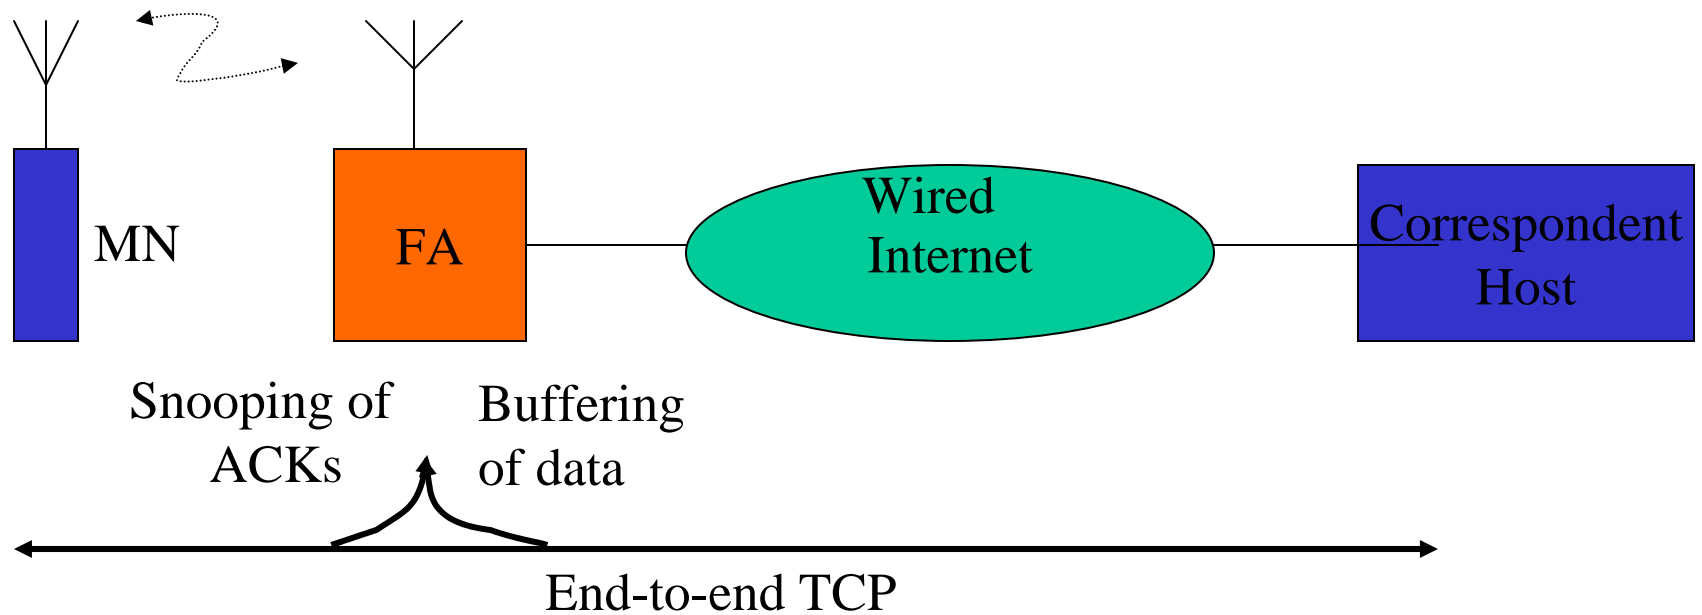 MN
FA
Wired
Internet
Correspondent
Host
Snooping of
ACKs
Buffering
of data
End-to-end TCP